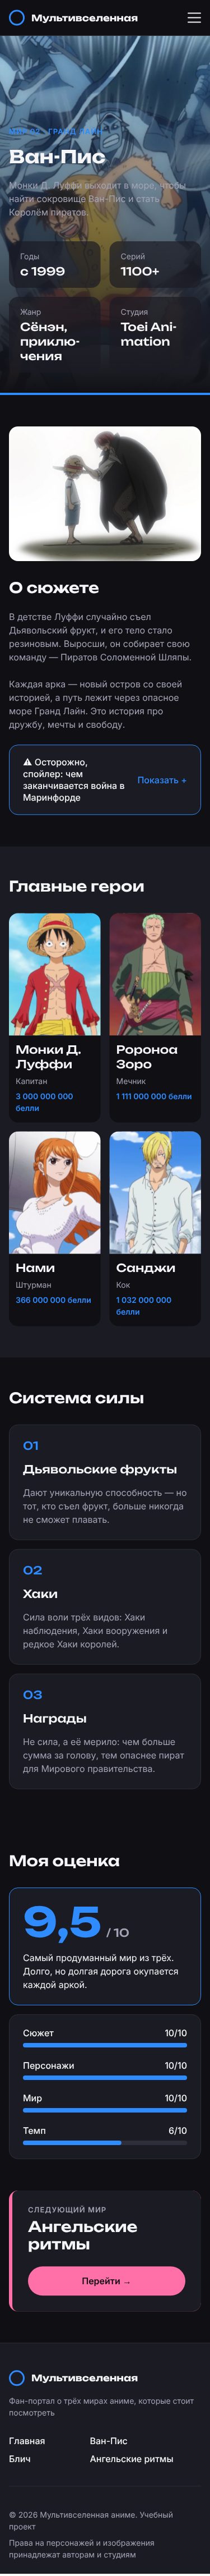 Мультивселенная
Ван-Пис
Монки Д. Луффи выходит в море, чтобы
найти сокровище Ван-Пис и стать
Королём пиратов.
Годы
с 1999
Серий
1100+
Жанр
Сёнэн,
приклю-
чения
Студия
Toei Ani-
mation
О сюжете
В детстве Луффи случайно съел
Дьявольский фрукт, и его тело стало
резиновым. Выросши, он собирает свою
команду — Пиратов Соломенной Шляпы.
Каждая арка — новый остров со своей
историей, а путь лежит через опасное
море Гранд Лайн. Это история про
дружбу, мечты и свободу.
⚠ Осторожно,
спойлер: чем
заканчивается война в
Маринфорде
Показать +
Главные герои
Монки Д.
Луффи
Капитан
3 000 000 000
белли
Ророноа
Зоро
Мечник
1 111 000 000 белли
Нами
Штурман
366 000 000 белли
Санджи
Кок
1 032 000 000
белли
Система силы
01
Дьявольские фрукты
Дают уникальную способность — но
тот, кто съел фрукт, больше никогда
не сможет плавать.
02
Хаки
Сила воли трёх видов: Хаки
наблюдения, Хаки вооружения и
редкое Хаки королей.
03
Награды
Не сила, а её мерило: чем больше
сумма за голову, тем опаснее пират
для Мирового правительства.
Моя оценка
9,5 / 10
Самый продуманный мир из трёх.
Долго, но долгая дорога окупается
каждой аркой.
Сюжет 10/10
Персонажи 10/10
Мир 10/10
Темп 6/10
СЛЕДУЮЩИЙ МИР
Ангельские
ритмы
Перейти →
Мультивселенная
Фан-портал о трёх мирах аниме, которые стоит
посмотреть
Главная Ван-Пис
Блич Ангельские ритмы
© 2026 Мультивселенная аниме. Учебный
проект
Права на персонажей и изображения
принадлежат авторам и студиям